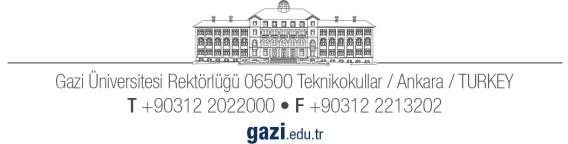 Gazi Üniversitesi Rektörlüğü 06500 Teknikokullar / Ankara / TURKEY
T +90312 2022000 • F +90312 2213202
gazi.edu.tr